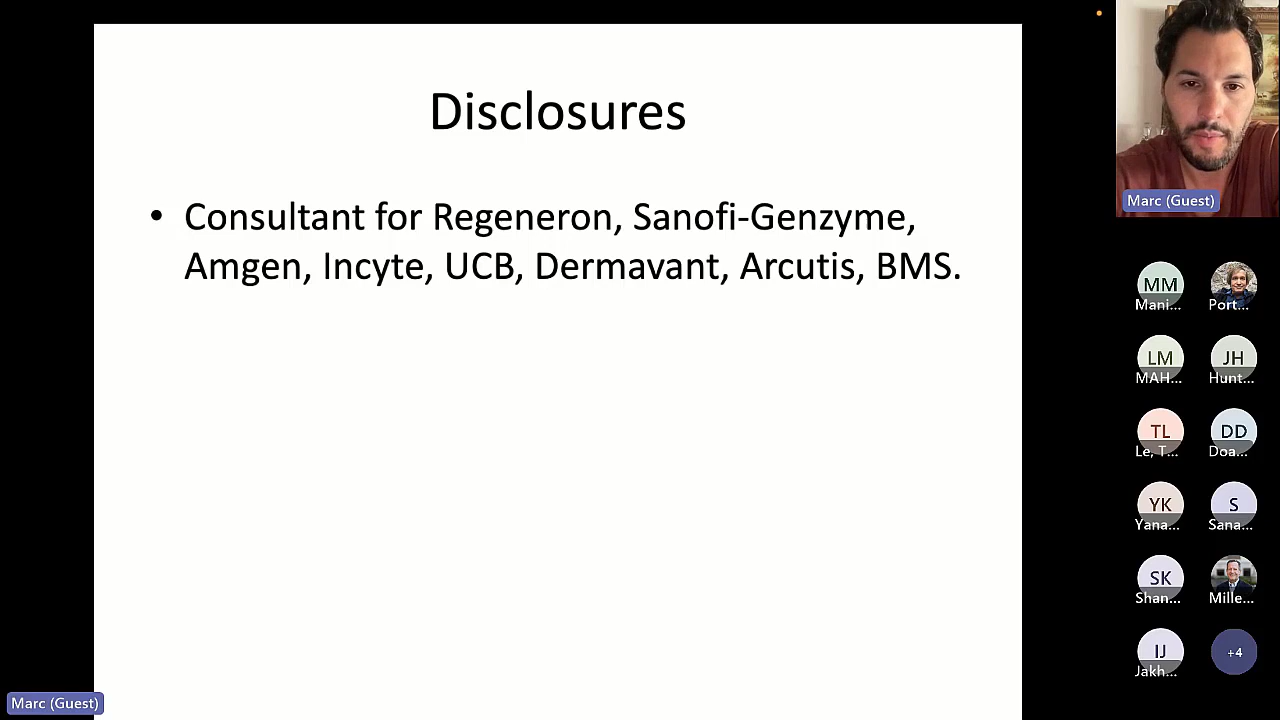 Disclosures
• Consultant for Regeneron, Sanofi-Genzyme,
Amgen, Incyte, UCB, Dermavant, Arcutis, BMS.
Marc (Guest)
MM
Mani...
Port...
LM
MAH...
JH
Hunt...
TL
Le, T...
DD
Doa...
YK
Yana...
S
Sana...
SK
Shan...
Mille...
IJ
Jakh...
+4
Marc (Guest)